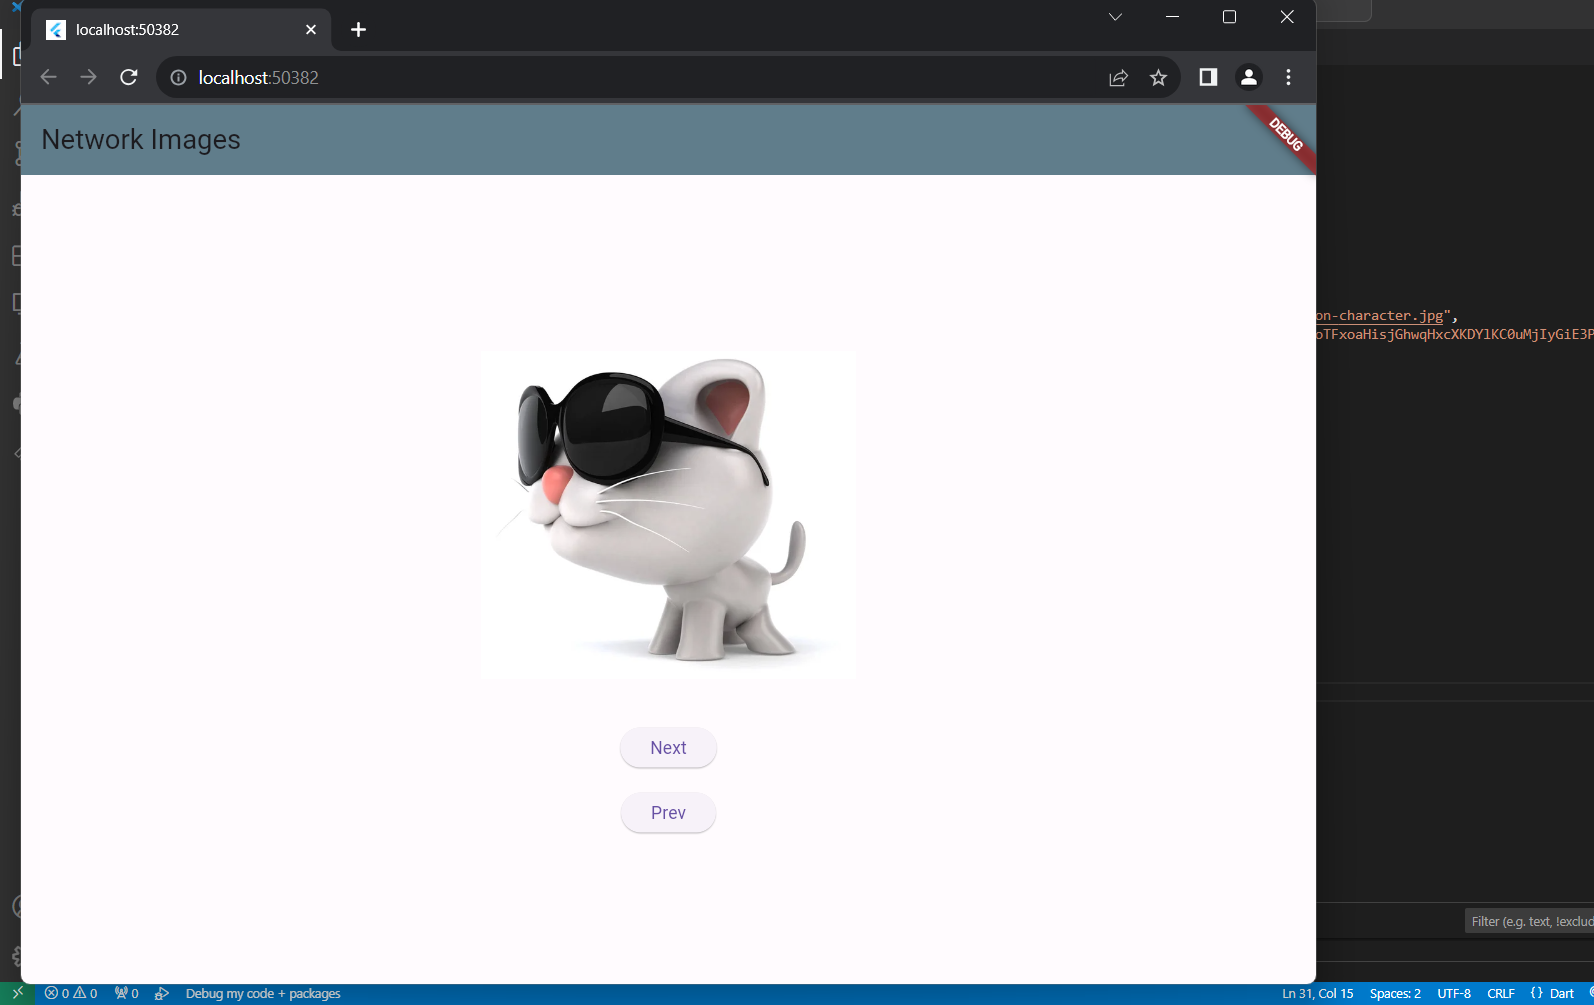 localhost:50382
localhost:50382
Network Images
DEBUG
on-character.jpg",
oTFxoaHisjGhwqHxcXKDYlKC0uMjIyGiE3P
Next
Prev
Filter (e.g. text, !exclud
0 0 0 Debug my code + packages Ln 31, Col 15 Spaces: 2 UTF-8 CRLF {} Dart